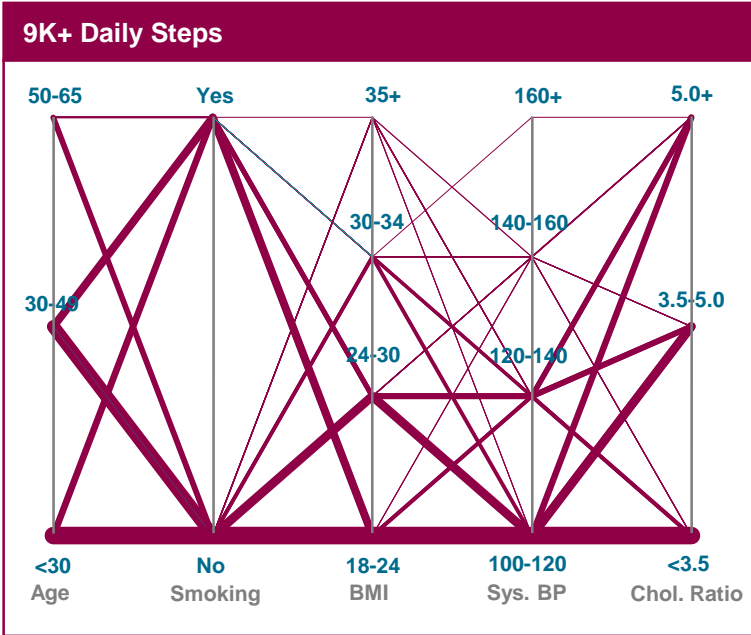 9K+ Daily Steps
50-65 Yes 35+ 160+ 5.0+
30-34 140-160
30-49 3.5-5.0
24-30 120-140
<30 No 18-24 100-120 <3.5
Age Smoking BMI Sys. BP Chol. Ratio